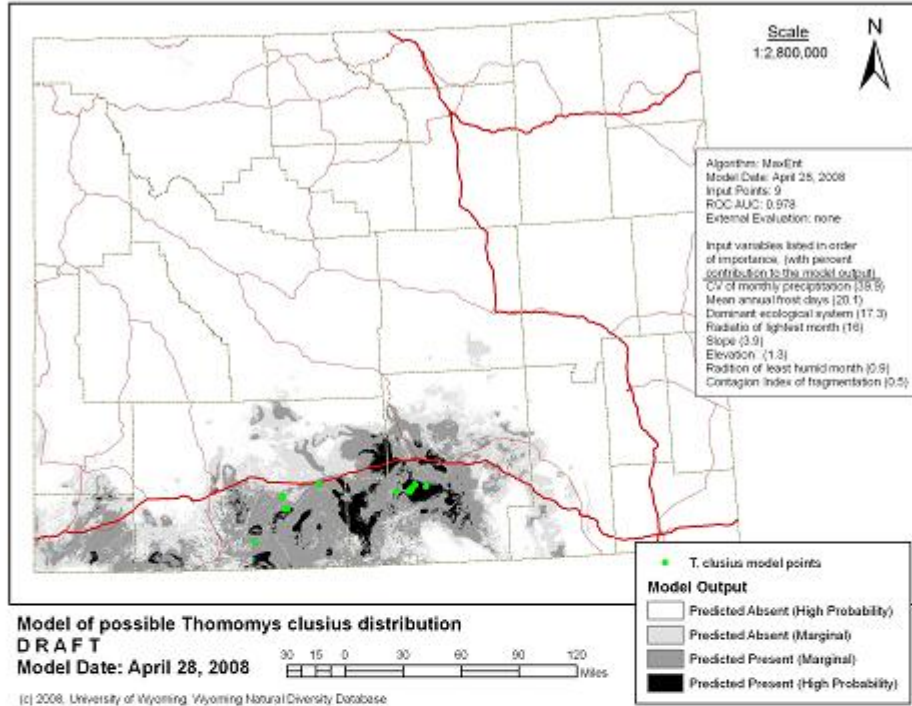 Scale
1:2,800,000
N
Algorithm: MaxEnt
Model Date: April 28, 2008
Input Points: 9
ROC AUC: 0.978
External Evaluation: none
Input variables listed in order
of importance, (with percent
contribution to the model output)
CV of monthly preciptitation (39.9)
Mean annual frost days (20.1)
Dominant ecological system (17.3)
Radiatio of lightest month (16)
Slope (3.9)
Elevation (1.3)
Radition of least humid month (0.9)
Contagion Index of fragmentation (0.5)
T. clusius model points
Model Output
Predicted Absent (High Probability)
Predicted Absent (Marginal)
Predicted Present (Marginal)
Predicted Present (High Probability)
Model of possible Thomomys clusius distribution
DRAFT
Model Date: April 28, 2008
30 15 0 30 60 90 120
Miles
(c) 2008, University of Wyoming, Wyoming Natural Diversity Database